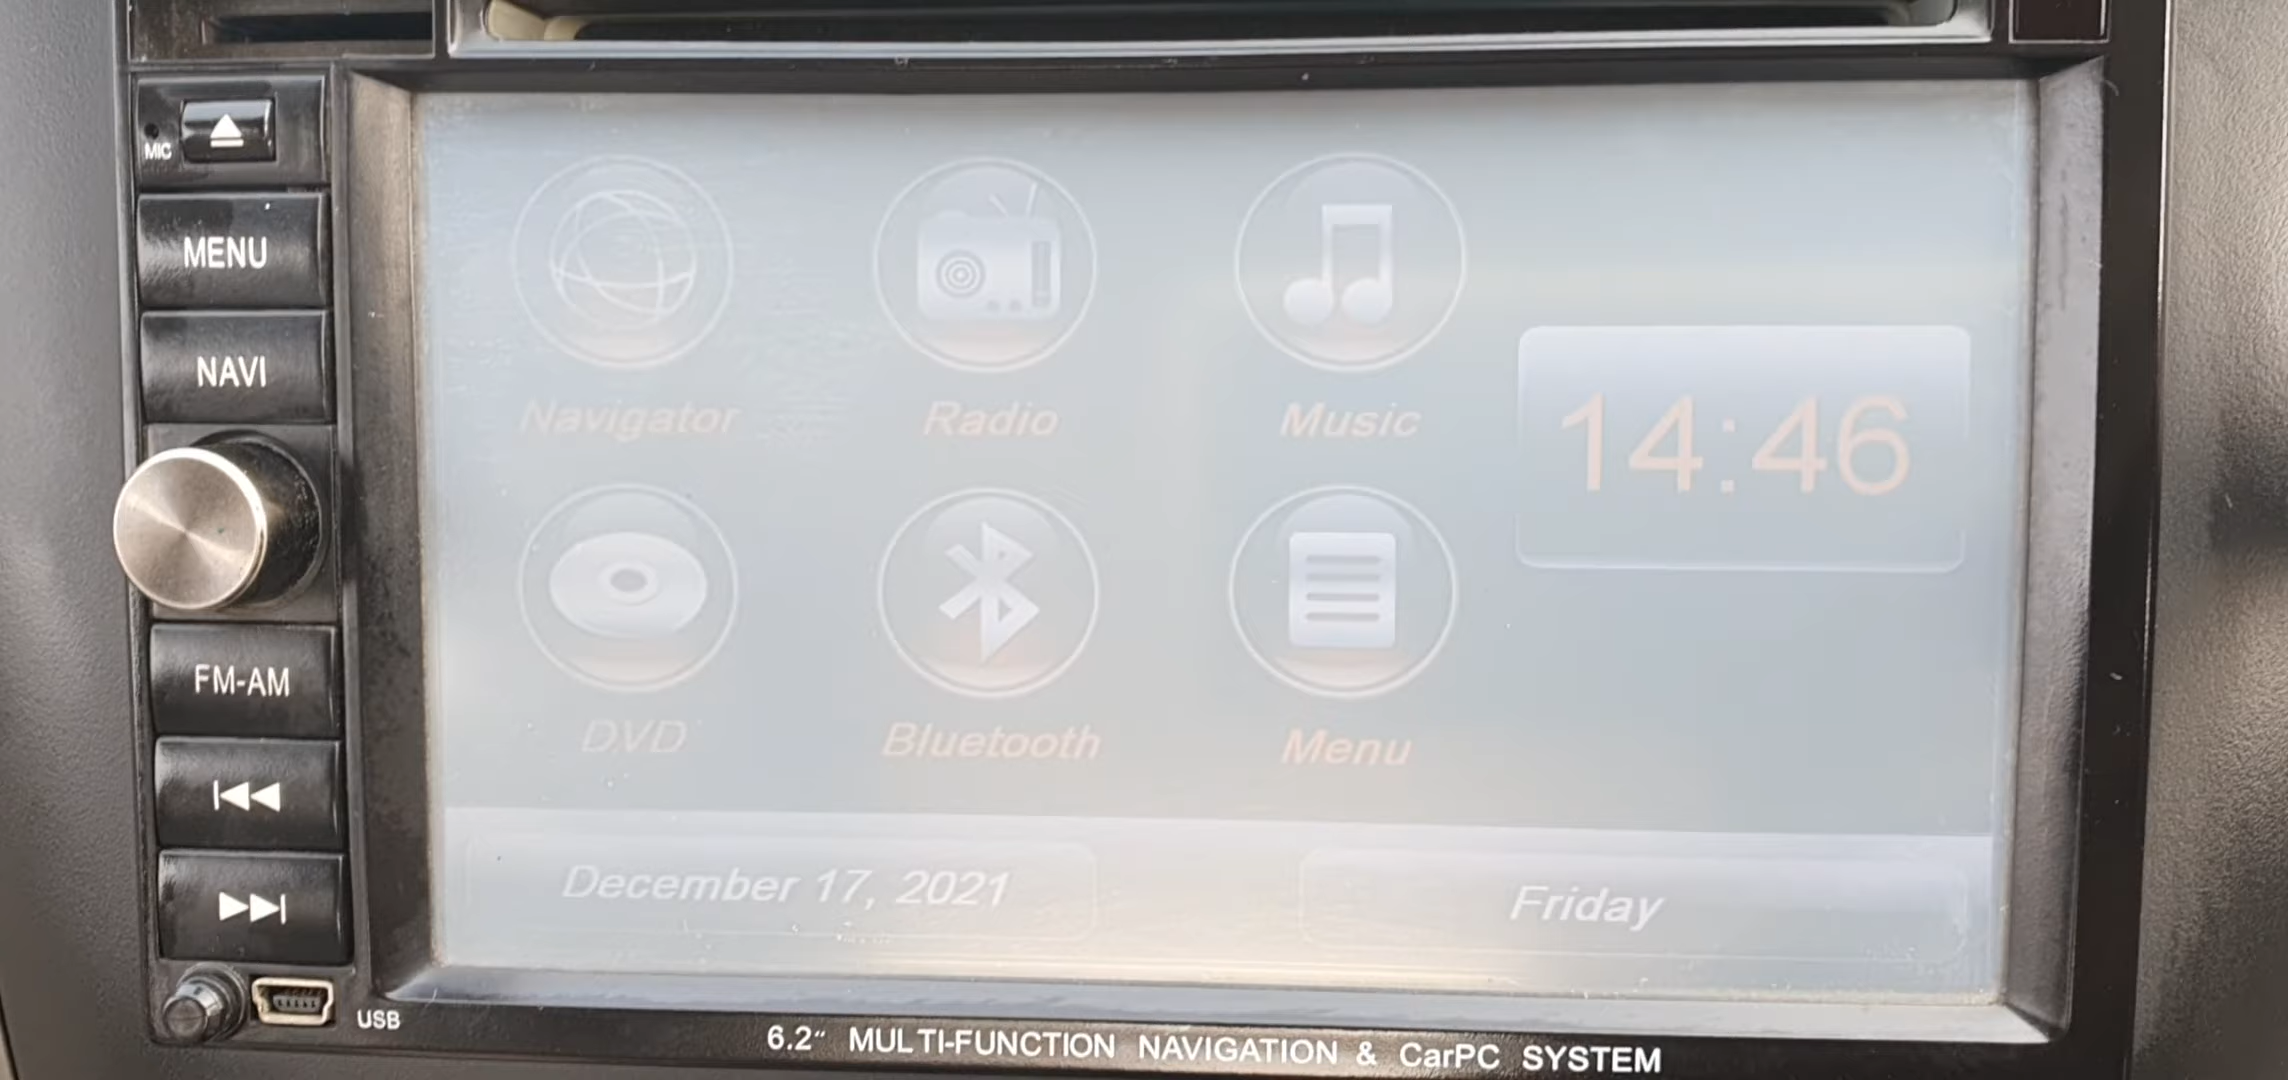 MIC
MENU
NAVI
FM-AM
USB
Navigator
Radio
Music
14:46
DVD
Bluetooth
Menu
December 17, 2021
Friday
6.2" MULTI-FUNCTION NAVIGATION & CarPC SYSTEM